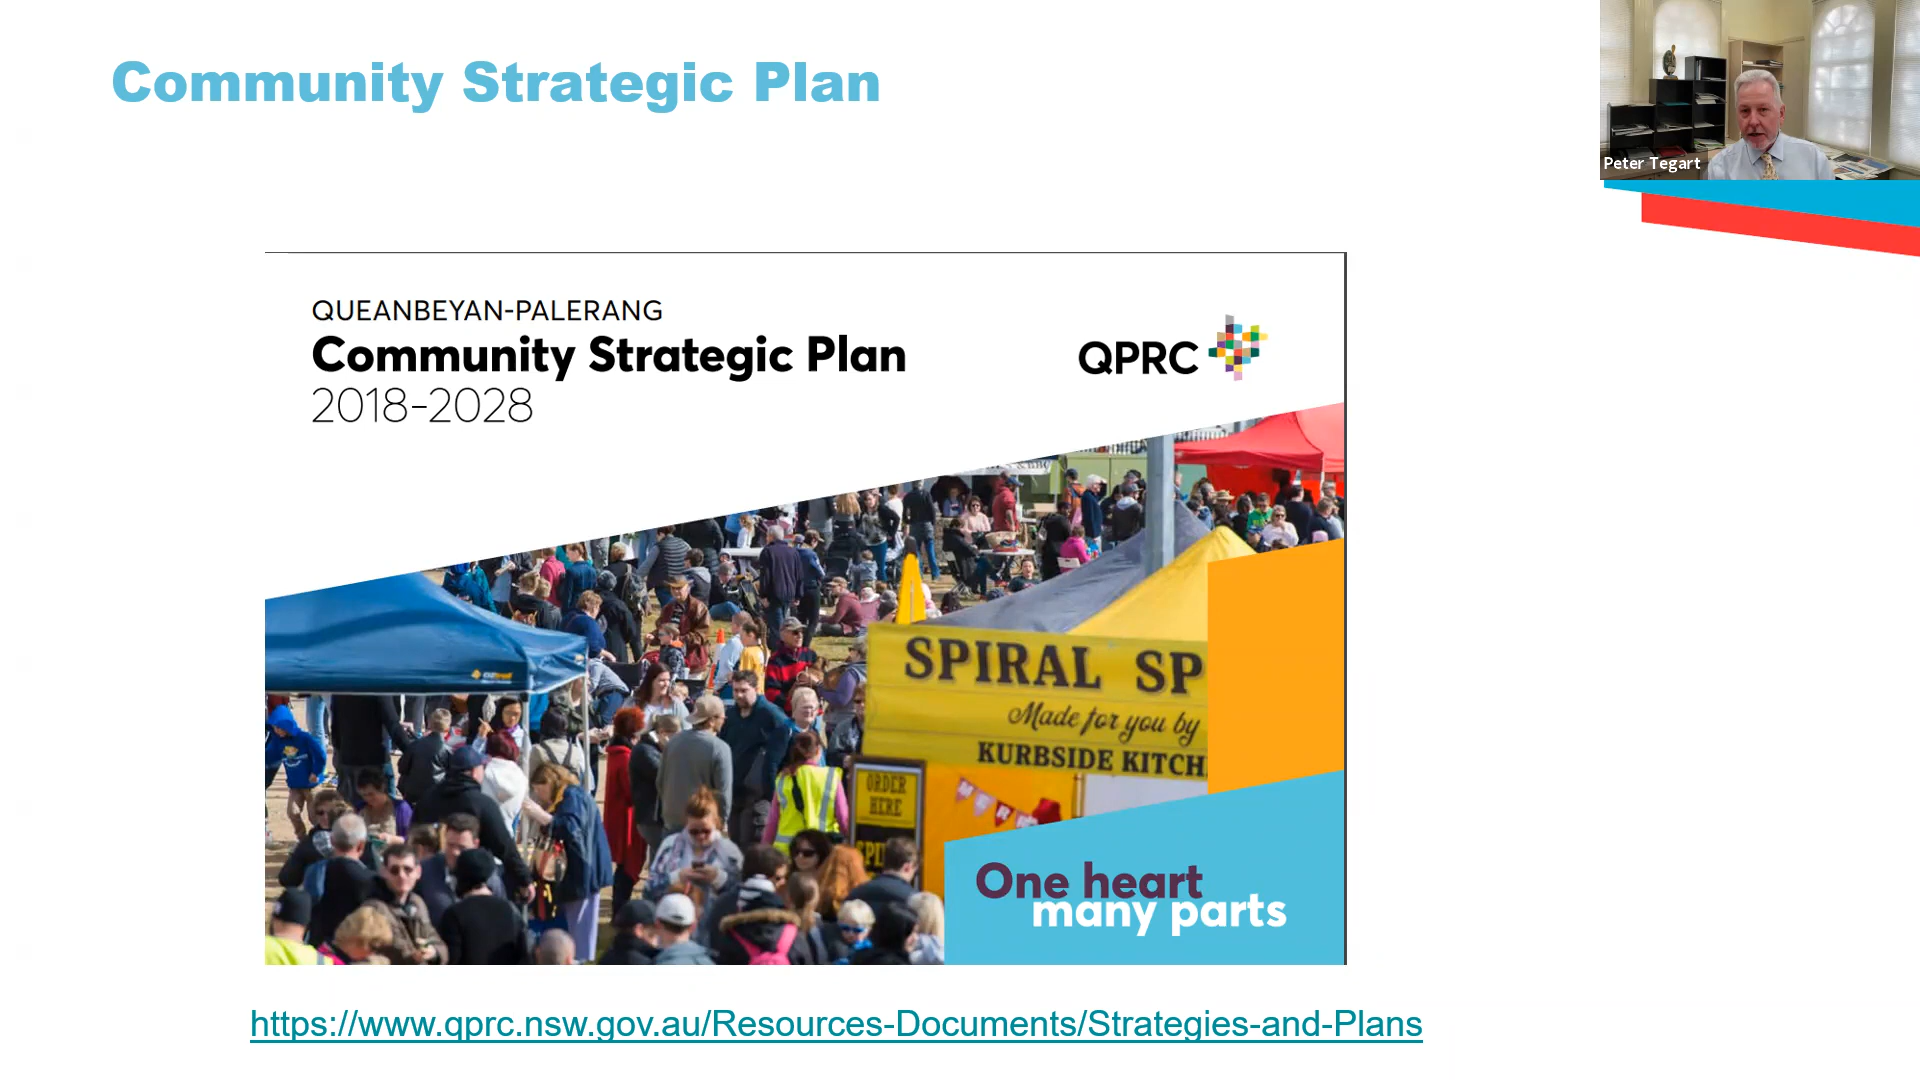 Community Strategic Plan
Peter Tegart
QUEANBEYAN-PALERANG
Community Strategic Plan
2018-2028
QPRC
SPIRAL SP
Made for you by
KURBSIDE KITCH
ORDER
HERE
SPI
One heart
many parts
https://www.qprc.nsw.gov.au/Resources-Documents/Strategies-and-Plans